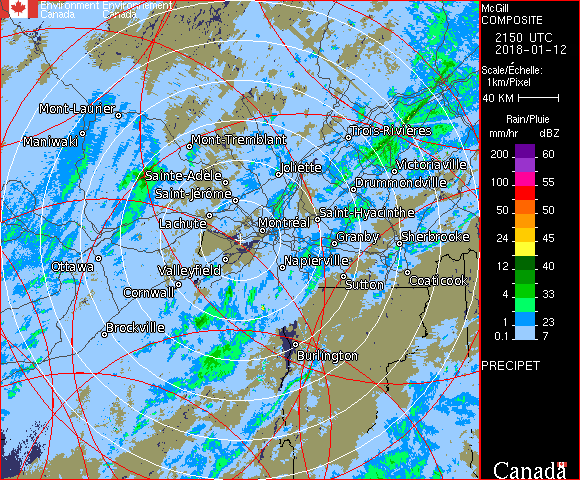 Environment Environnement
Canada Canada
McGill
COMPOSITE
2150 UTC
2018-01-12
Scale/Échelle:
1km/Pixel
40 KM
Rain/Pluie
mm/hr dBZ
200 60
100 55
50 50
24 45
12 40
4 33
1 23
0.1 7
PRECIPET
Canada
Mont-Laurier
Maniwaki
Mont-Tremblant
Trois-Rivières
Sainte-Adèle
Joliette
Victoriaville
Saint-Jérôme
Drummondville
Lachute
Montréal
Saint-Hyacinthe
Granby
Sherbrooke
Ottawa
Valleyfield
Napierville
Cornwall
Sutton
Coaticook
Brockville
Burlington